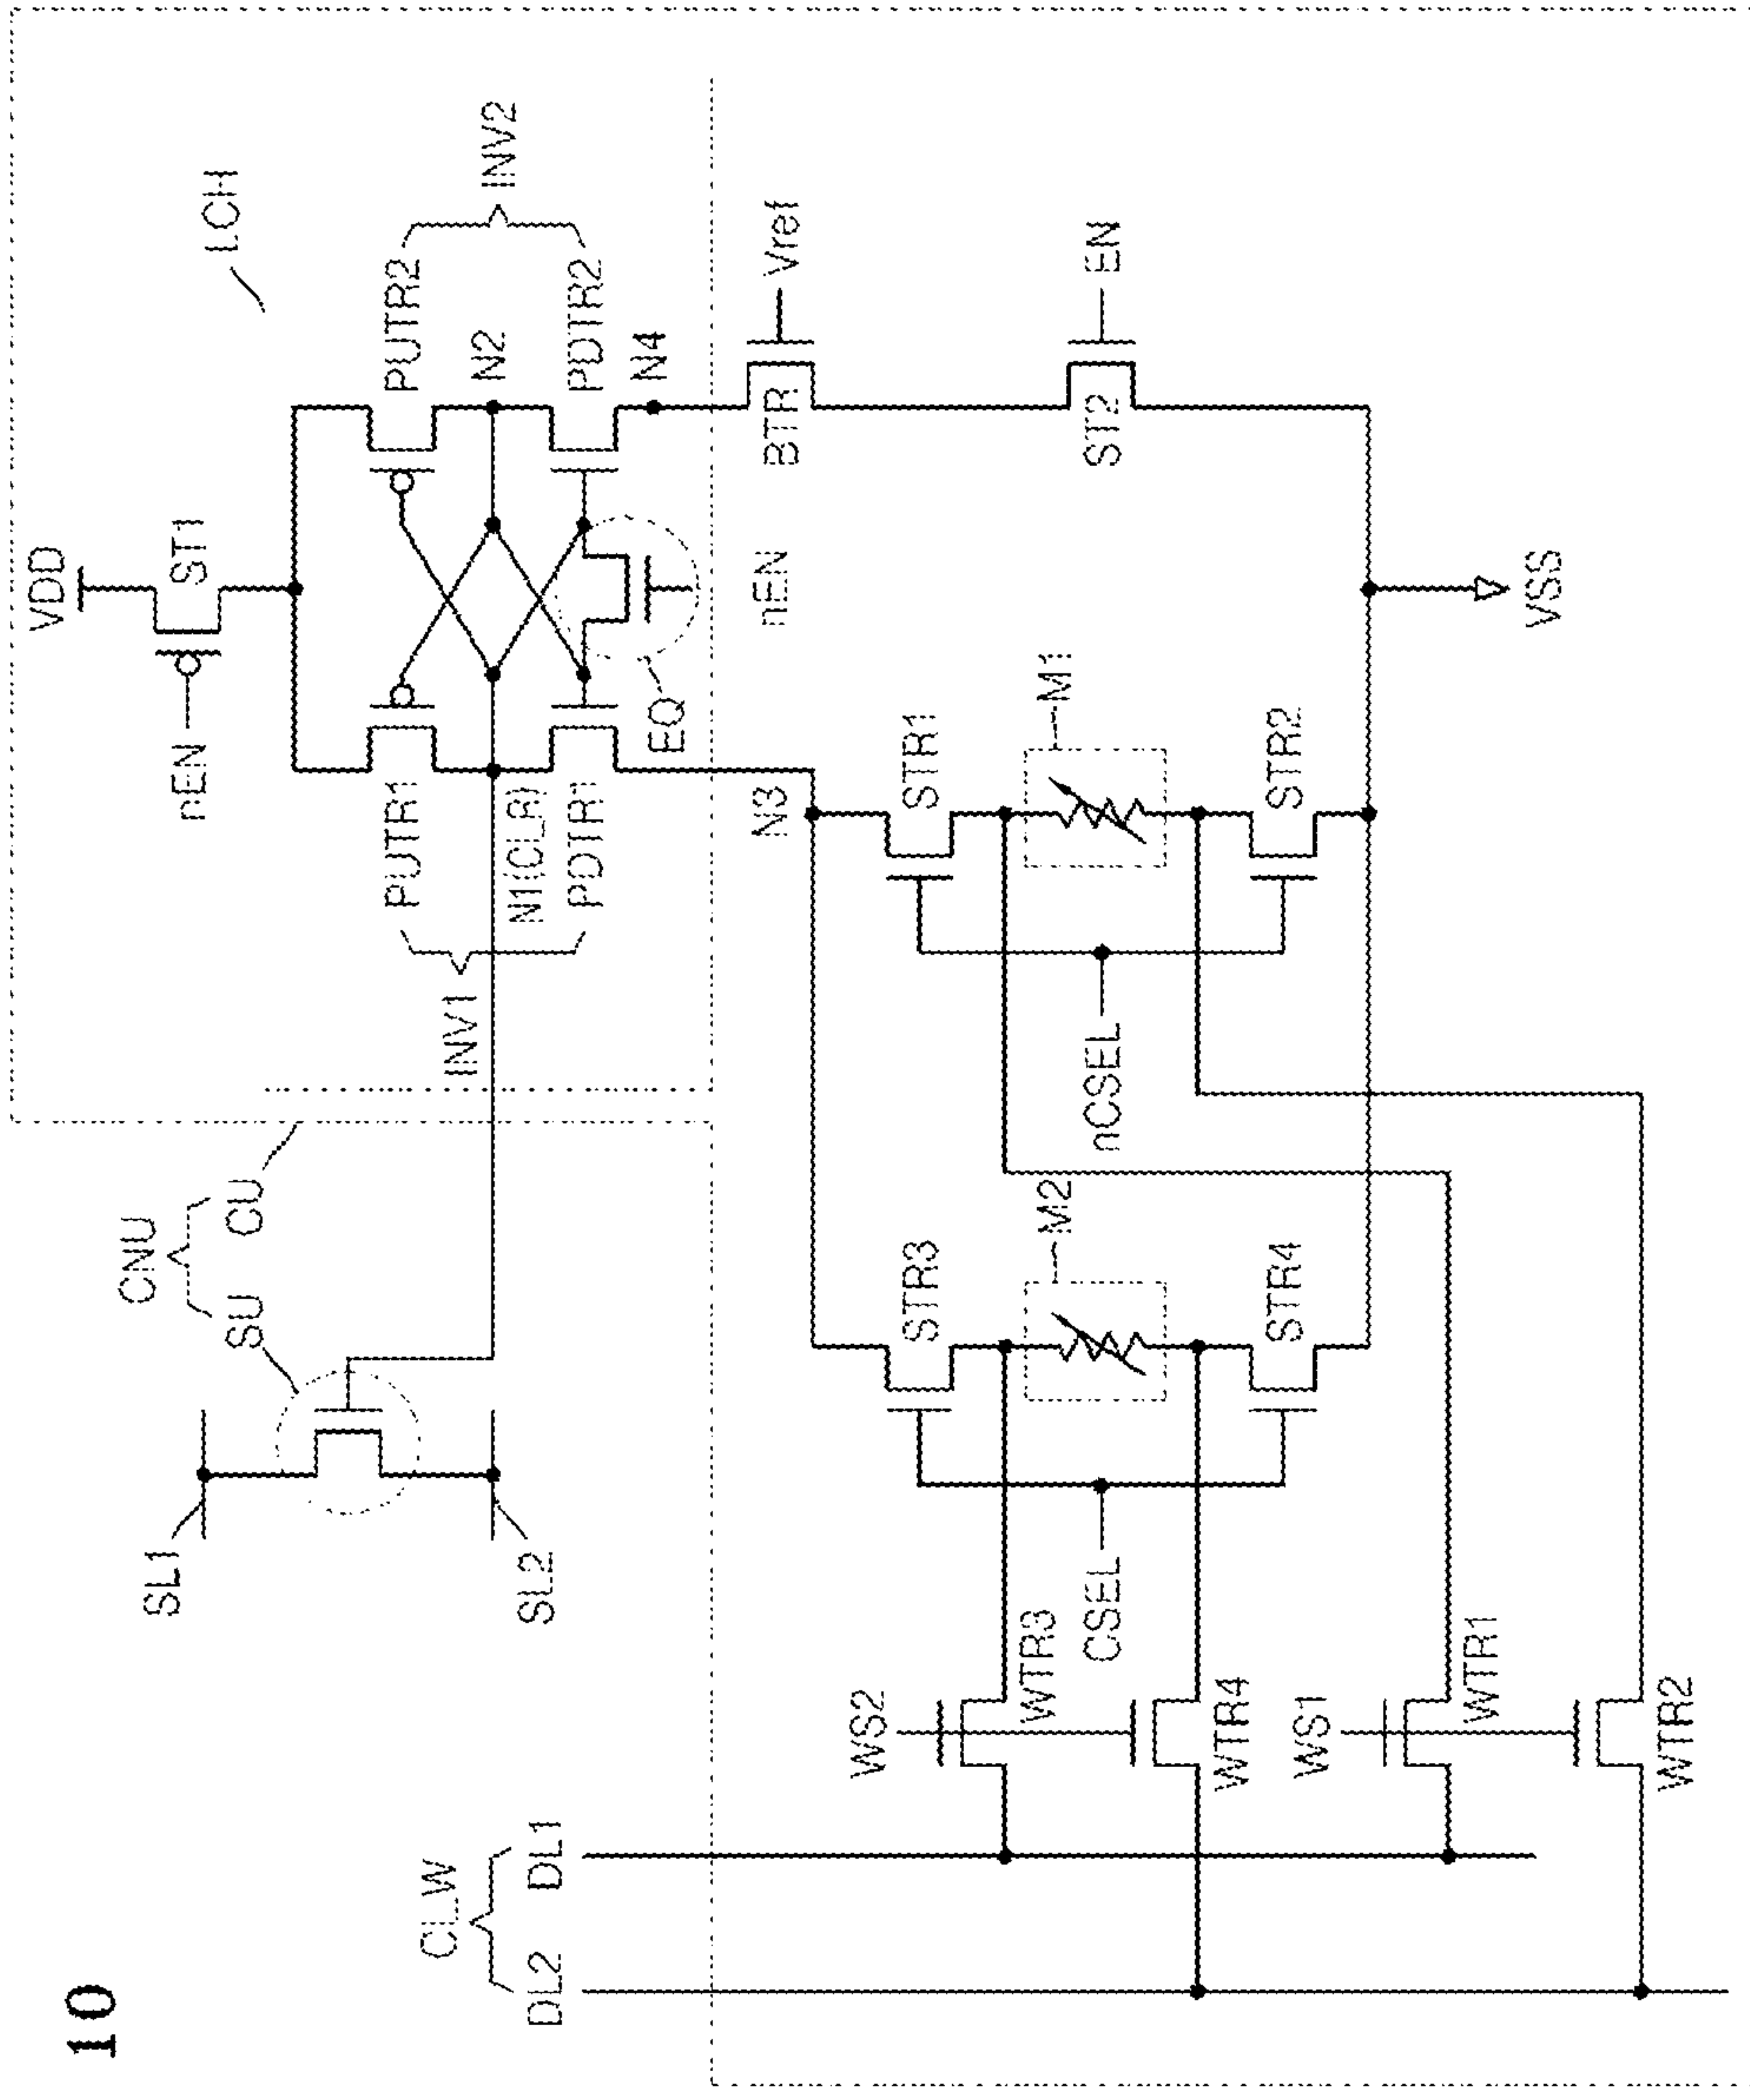 10
VDD
nEN
ST1
LCH
PUTR1
PUTR2
INV1
INV2
N1(CLR)
N2
PDTR1
PDTR2
EQ
nEN
N4
CNU
SU
CU
SL1
SL2
CLW
DL2
DL1
N3
BTR
Vref
WS2
WTR3
STR3
STR1
M2
M1
CSEL
nCSEL
ST2
EN
WTR4
STR4
STR2
WS1
WTR1
VSS
WTR2